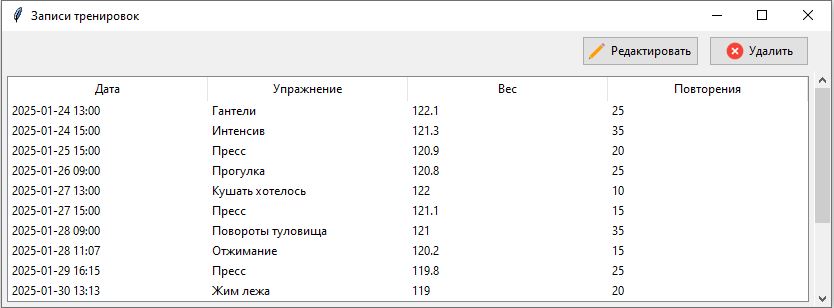 Записи тренировок
Редактировать Удалить
Дата Упражнение Вес Повторения
2025-01-24 13:00 Гантели 122.1 25
2025-01-24 15:00 Интенсив 121.3 35
2025-01-25 15:00 Пресс 120.9 20
2025-01-26 09:00 Прогулка 120.8 25
2025-01-27 13:00 Кушать хотелось 122 10
2025-01-27 15:00 Пресс 121.1 15
2025-01-28 09:00 Повороты туловища 121 35
2025-01-28 11:07 Отжимание 120.2 15
2025-01-29 16:15 Пресс 119.8 25
2025-01-30 13:13 Жим лежа 119 20